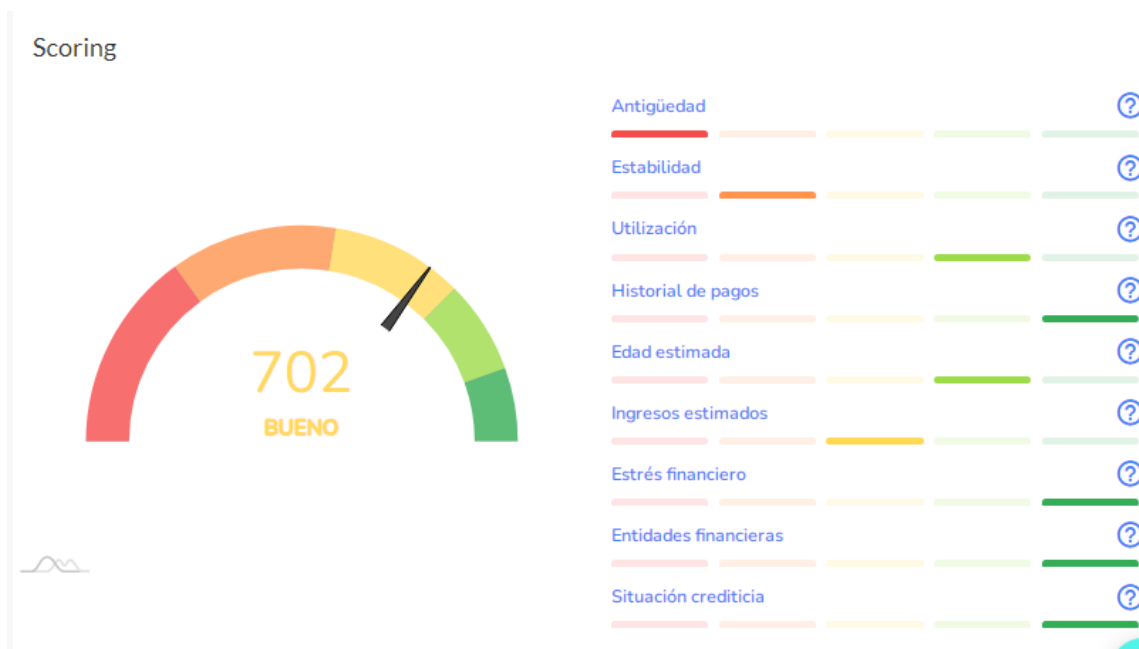 Scoring
702
BUENO
Antigüedad
Estabilidad
Utilización
Historial de pagos
Edad estimada
Ingresos estimados
Estrés financiero
Entidades financieras
Situación crediticia